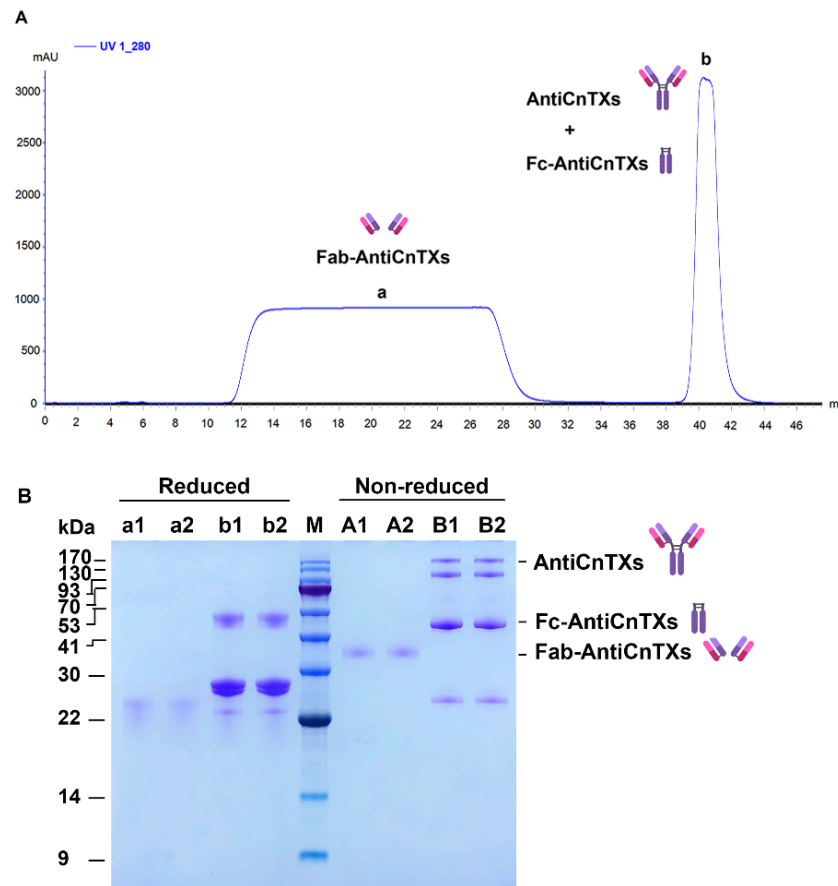 A
UV 1_280
mAU
b
3000
AntiCnTXs
+
2500
Fc-AntiCnTXs
2000
1500
Fab-AntiCnTXs
a
1000
500
0
0 2 4 6 8 10 12 14 16 18 20 22 24 26 28 30 32 34 36 38 40 42 44 46 m
B
Reduced Non-reduced
kDa a1 a2 b1 b2 M A1 A2 B1 B2
170
AntiCnTXs
130
93
70
Fc-AntiCnTXs
53
41
Fab-AntiCnTXs
30
22
14
9